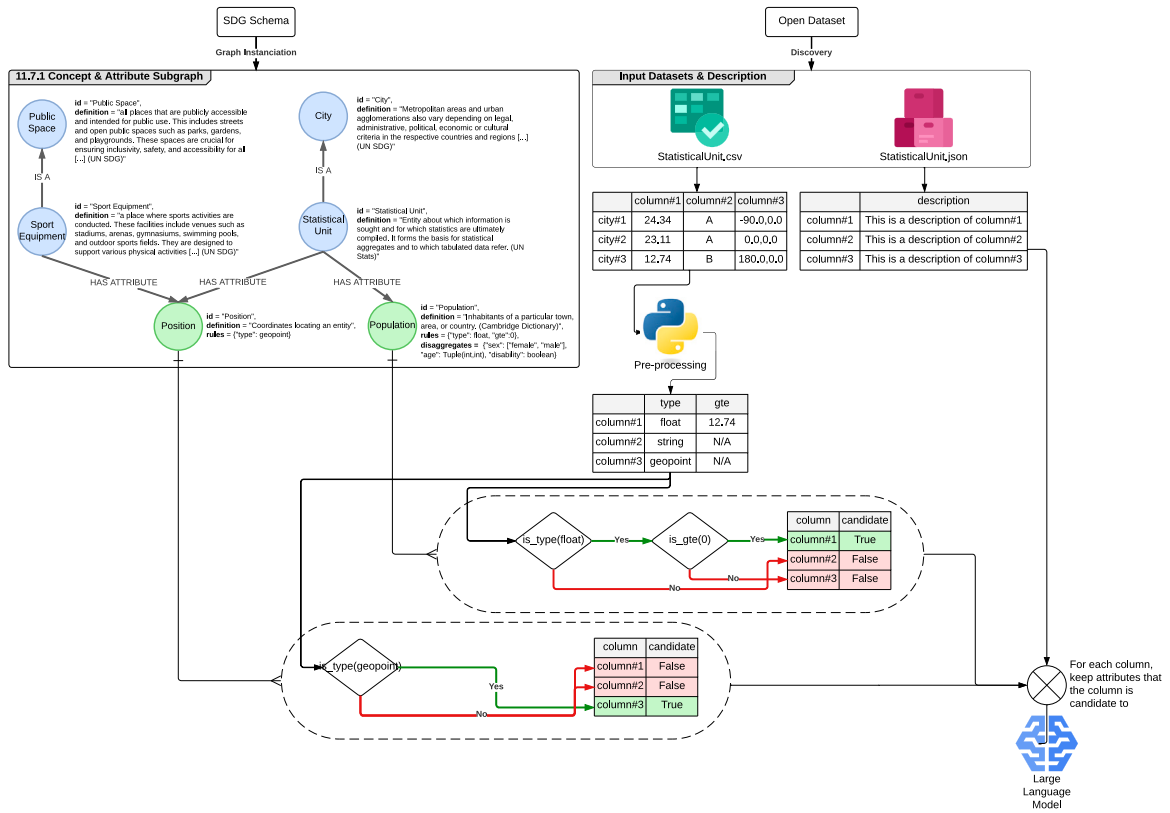 SDG Schema
Graph Instanciation
11.7.1 Concept & Attribute Subgraph
Public
Space
id = "Public Space",
definition = "all places that are publicly accessible
and intended for public use. This includes streets
and open public spaces such as parks, gardens,
and playgrounds. These spaces are crucial for
ensuring inclusivity, safety, and accessibility for all
[...] (UN SDG)"
City
id = "City",
definition = "Metropolitan areas and urban
agglomerations also vary depending on legal,
administrative, political, economic or cultural
criteria in the respective countries and regions [...]
(UN SDG)"
IS A
IS A
Sport
Equipment
id = "Sport Equipment",
definition = "a place where sports activities are
conducted. These facilities include venues such as
stadiums, arenas, gymnasiums, swimming pools,
and outdoor sports fields. They are designed to
support various physical activities [...] (UN SDG)"
Statistical
Unit
id = "Statistical Unit",
definition = "Entity about which information is
sought and for which statistics are ultimately
compiled. It forms the basis for statistical
aggregates and to which tabulated data refer. (UN
Stats)"
HAS ATTRIBUTE
HAS ATTRIBUTE
HAS ATTRIBUTE
Position
id = "Position",
definition = "Coordinates locating an entity",
rules = {"type": geopoint}
Population
id = "Population",
definition = "Inhabitants of a particular town,
area, or country, (Cambridge Dictionary)",
rules = {"type": float, "gte":0},
disaggregates = {"sex": ["female", "male"],
"age": Tuple(int,int), "disability": boolean}
Open Dataset
Discovery
Input Datasets & Description
StatisticalUnit.csv
StatisticalUnit.json
column#1 column#2 column#3
city#1 24.34 A -90.0,0.0
city#2 23.11 A 0.0,0.0
city#3 12.74 B 180.0,0.0
description
column#1 This is a description of column#1
column#2 This is a description of column#2
column#3 This is a description of column#3
Pre-processing
type gte
column#1 float 12.74
column#2 string N/A
column#3 geopoint N/A
is_type(float)
Yes
is_gte(0)
Yes
No
No
column candidate
column#1 True
column#2 False
column#3 False
is_type(geopoint)
Yes
No
column candidate
column#1 False
column#2 False
column#3 True
For each column,
keep attributes that
the column is
candidate to
Large
Language
Model